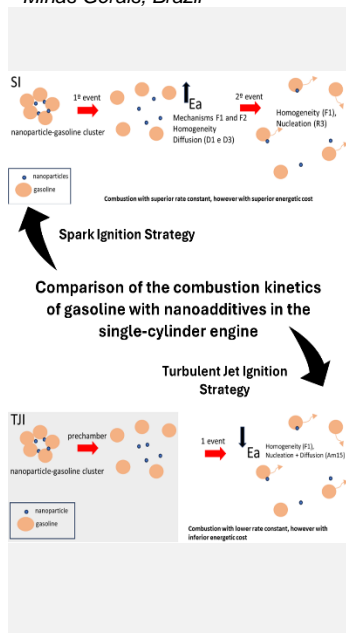 Minas Gerais, Brazil
SI
1º event
Ea
2º event
nanoparticle-gasoline cluster
Mechanisms F1 and F2
Homogeneity
Diffusion (D1 e D3)
Homogeneity (F1),
Nucleation (R3)
nanoparticles
gasoline
Combustion with superior rate constant, however with superior energetic cost
Spark Ignition Strategy
Comparison of the combustion kinetics
of gasoline with nanoadditives in the
single-cylinder engine
Turbulent Jet Ignition
Strategy
TJI
prechamber
nanoparticle-gasoline cluster
1 event
Ea
Homogeneity (F1),
Nucleation + Diffusion (Am15)
nanoparticle
gasoline
Combustion with lower rate constant, however with
inferior energetic cost